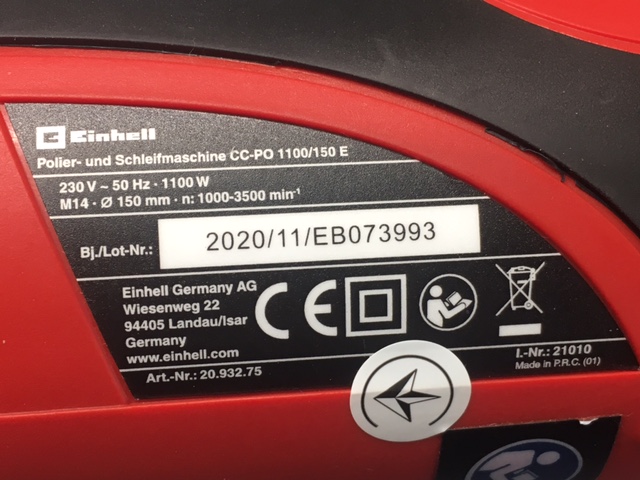 Einhell
Polier- und Schleifmaschine CC-PO 1100/150 E
230 V ~ 50 Hz · 1100 W
M14 · Ø 150 mm · n: 1000-3500 min⁻¹
Bj./Lot-Nr.: 2020/11/EB073993
Einhell Germany AG
Wiesenweg 22
94405 Landau/Isar
Germany
www.einhell.com
CE
Art.-Nr.: 20.932.75
I.-Nr.: 21010
Made in P.R.C. (01)